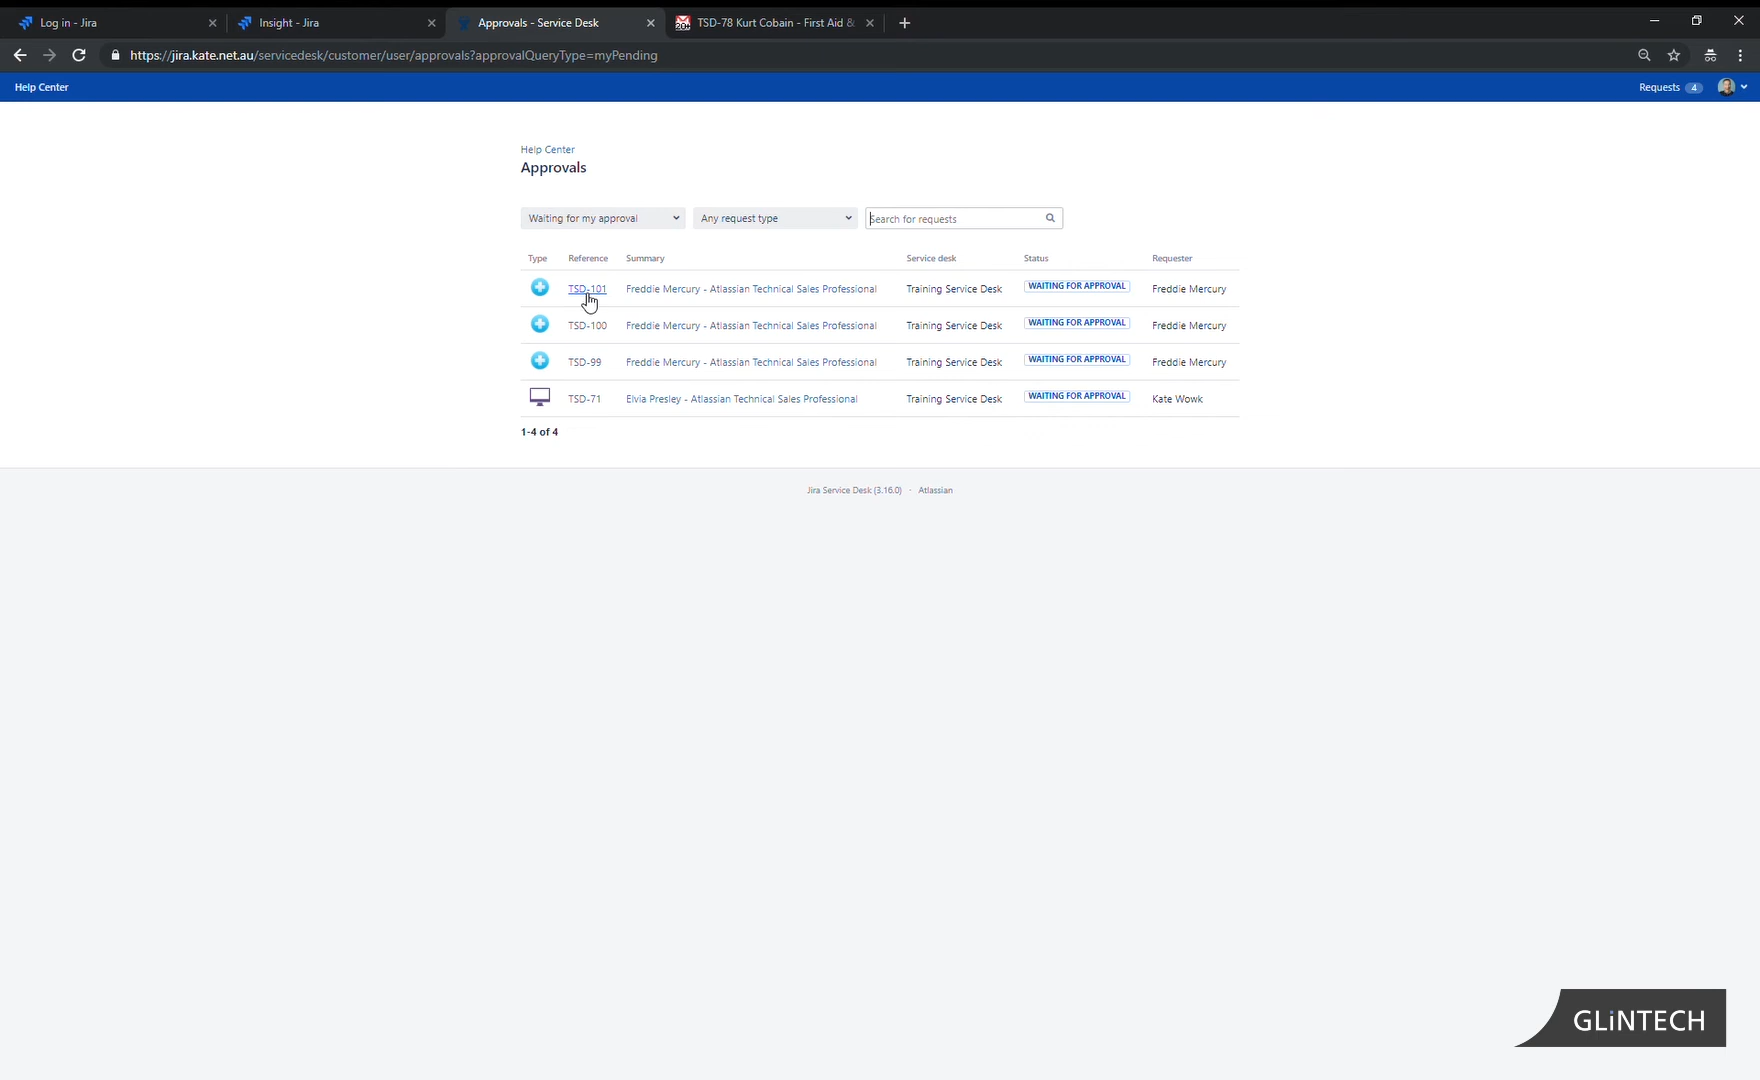 Log in - Jira
Insight - Jira
Approvals - Service Desk
TSD-78 Kurt Cobain - First Aid &
https://jira.kate.net.au/servicedesk/customer/user/approvals?approvalQueryType=myPending
Help Center
Requests 4
Help Center
Approvals
Waiting for my approval
Any request type
Search for requests
Type Reference Summary Service desk Status Requester
TSD-101 Freddie Mercury - Atlassian Technical Sales Professional Training Service Desk WAITING FOR APPROVAL Freddie Mercury
TSD-100 Freddie Mercury - Atlassian Technical Sales Professional Training Service Desk WAITING FOR APPROVAL Freddie Mercury
TSD-99 Freddie Mercury - Atlassian Technical Sales Professional Training Service Desk WAITING FOR APPROVAL Freddie Mercury
TSD-71 Elvia Presley - Atlassian Technical Sales Professional Training Service Desk WAITING FOR APPROVAL Kate Wowk
1-4 of 4
Jira Service Desk (3.16.0) · Atlassian
GLiNTECH